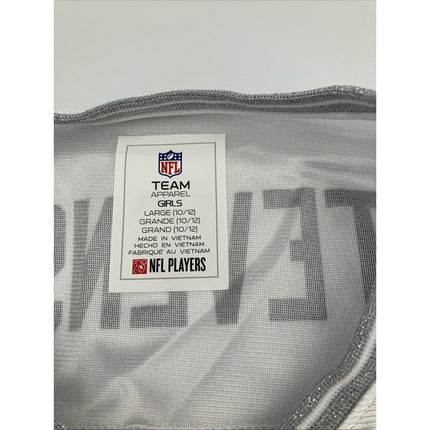 NFL
TEAM
APPAREL
GIRLS
LARGE (10/12)
GRANDE (10/12)
GRAND (10/12)
MADE IN VIETNAM
HECHO EN VIETNAM
FABRIQUÉ AU VIETNAM
NFL PLAYERS